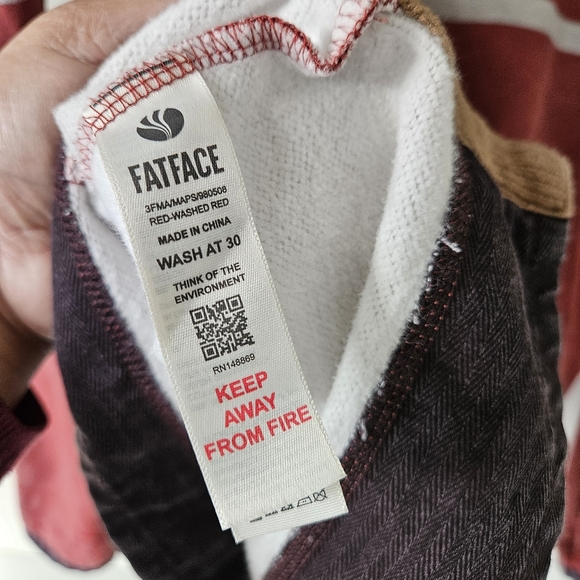 FATFACE
3FMA/MAPS/980506
RED-WASHED RED
MADE IN CHINA
WASH AT 30
THINK OF THE
ENVIRONMENT
RN148869
KEEP
AWAY
FROM FIRE